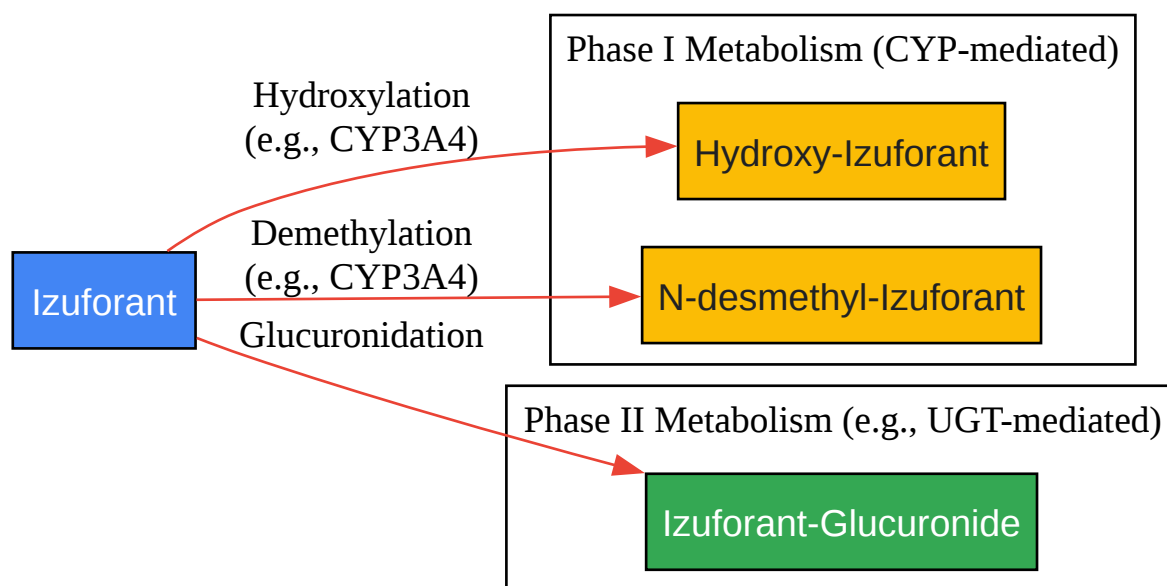 Phase I Metabolism (CYP-mediated)
Hydroxylation
(e.g., CYP3A4)
Hydroxy-Izuforant
Demethylation
(e.g., CYP3A4)
Izuforant
N-desmethyl-Izuforant
Glucuronidation
Phase II Metabolism (e.g., UGT-mediated)
Izuforant-Glucuronide